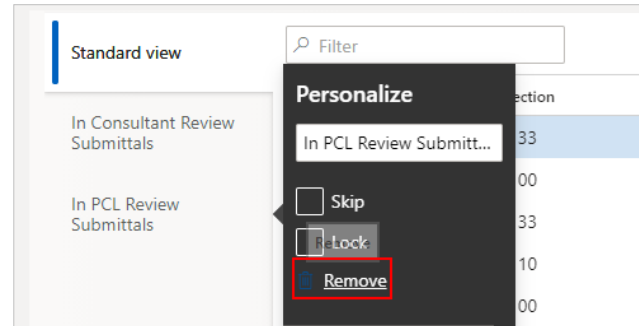 Standard view
Filter
Personalize
ection
In Consultant Review
Submittals
In PCL Review Submitt...
33
00
In PCL Review
Submittals
Skip
33
Lock
10
Remove
00